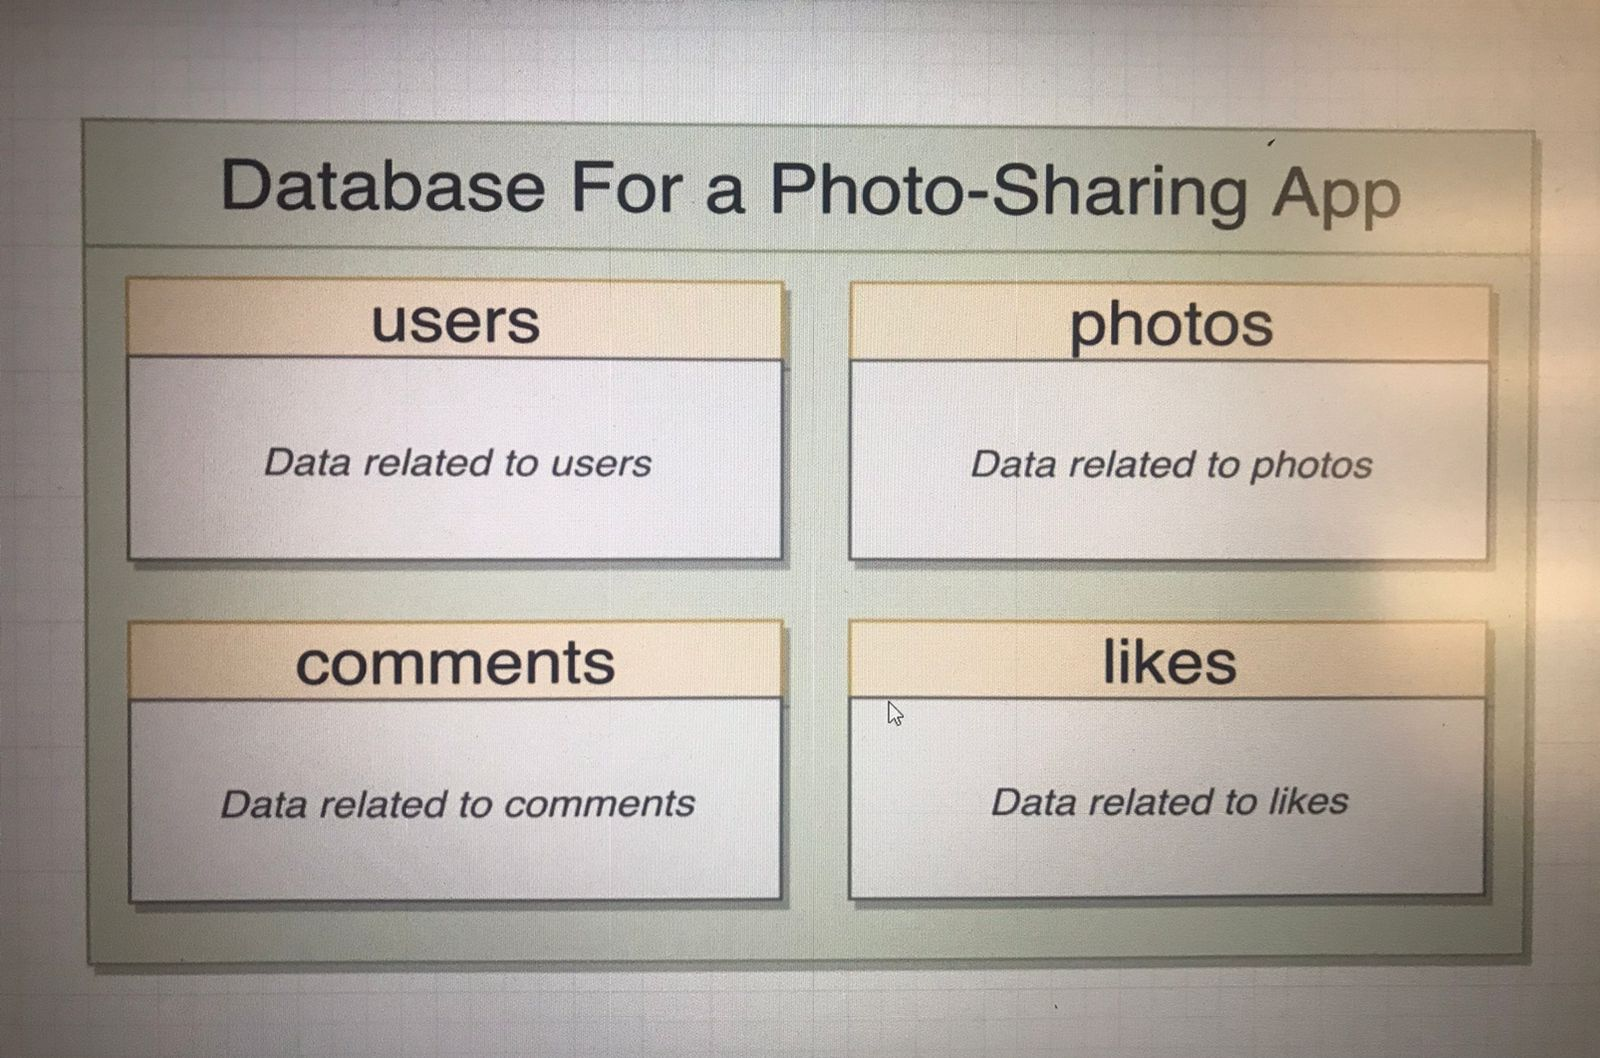 Database For a Photo-Sharing App
users
Data related to users
photos
Data related to photos
comments
Data related to comments
likes
Data related to likes